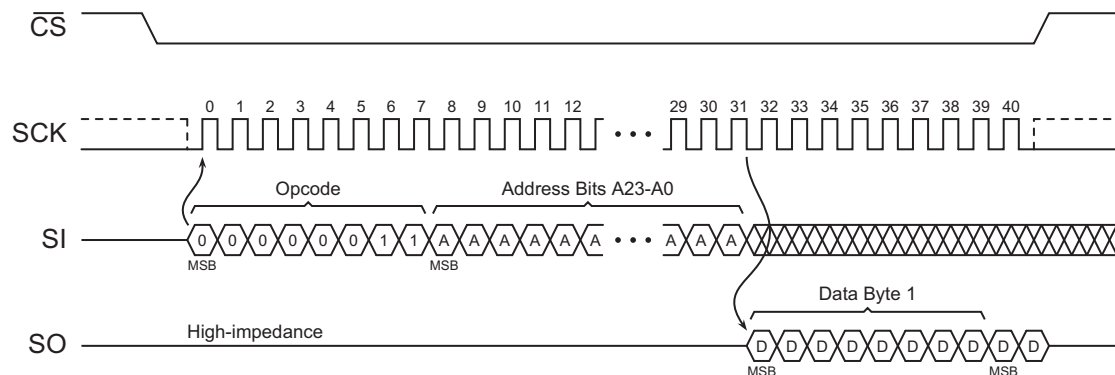 CS
0 1 2 3 4 5 6 7 8 9 10 11 12 29 30 31 32 33 34 35 36 37 38 39 40
SCK
Opcode Address Bits A23-A0
SI 0 0 0 0 0 0 1 1 A A A A A A A A A
MSB MSB
Data Byte 1
High-impedance
SO D D D D D D D D D D
MSB MSB